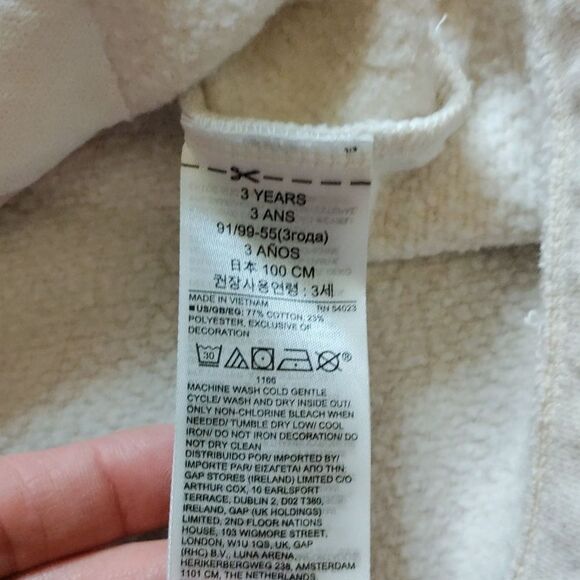 3 YEARS
3 ANS
91/99-55(3года)
3 AÑOS
日本 100 CM
권장사용연령 : 3세
MADE IN VIETNAM RN 54023
■US/GB/EG: 77% COTTON, 23%
POLYESTER, EXCLUSIVE OF
DECORATION
30
1166
MACHINE WASH COLD GENTLE
CYCLE/ WASH AND DRY INSIDE OUT/
ONLY NON-CHLORINE BLEACH WHEN
NEEDED/ TUMBLE DRY LOW/ COOL
IRON/ DO NOT IRON DECORATION/ DO
NOT DRY CLEAN
DISTRIBUIDO POR/ IMPORTED BY/
IMPORTE PAR/ ΕΙΣΑΓΕΤΑΙ ΑΠΟ ΤΗΝ:
GAP STORES (IRELAND) LIMITED C/O
ARTHUR COX, 10 EARLSFORT
TERRACE, DUBLIN 2, D02 T380,
IRELAND, GAP (UK HOLDINGS)
LIMITED, 2ND FLOOR NATIONS
HOUSE, 103 WIGMORE STREET,
LONDON, W1U 1QS, UK, GAP
(RHC) B.V., LUNA ARENA,
HERIKERBERGWEG 238, AMSTERDAM
1101 CM, THE